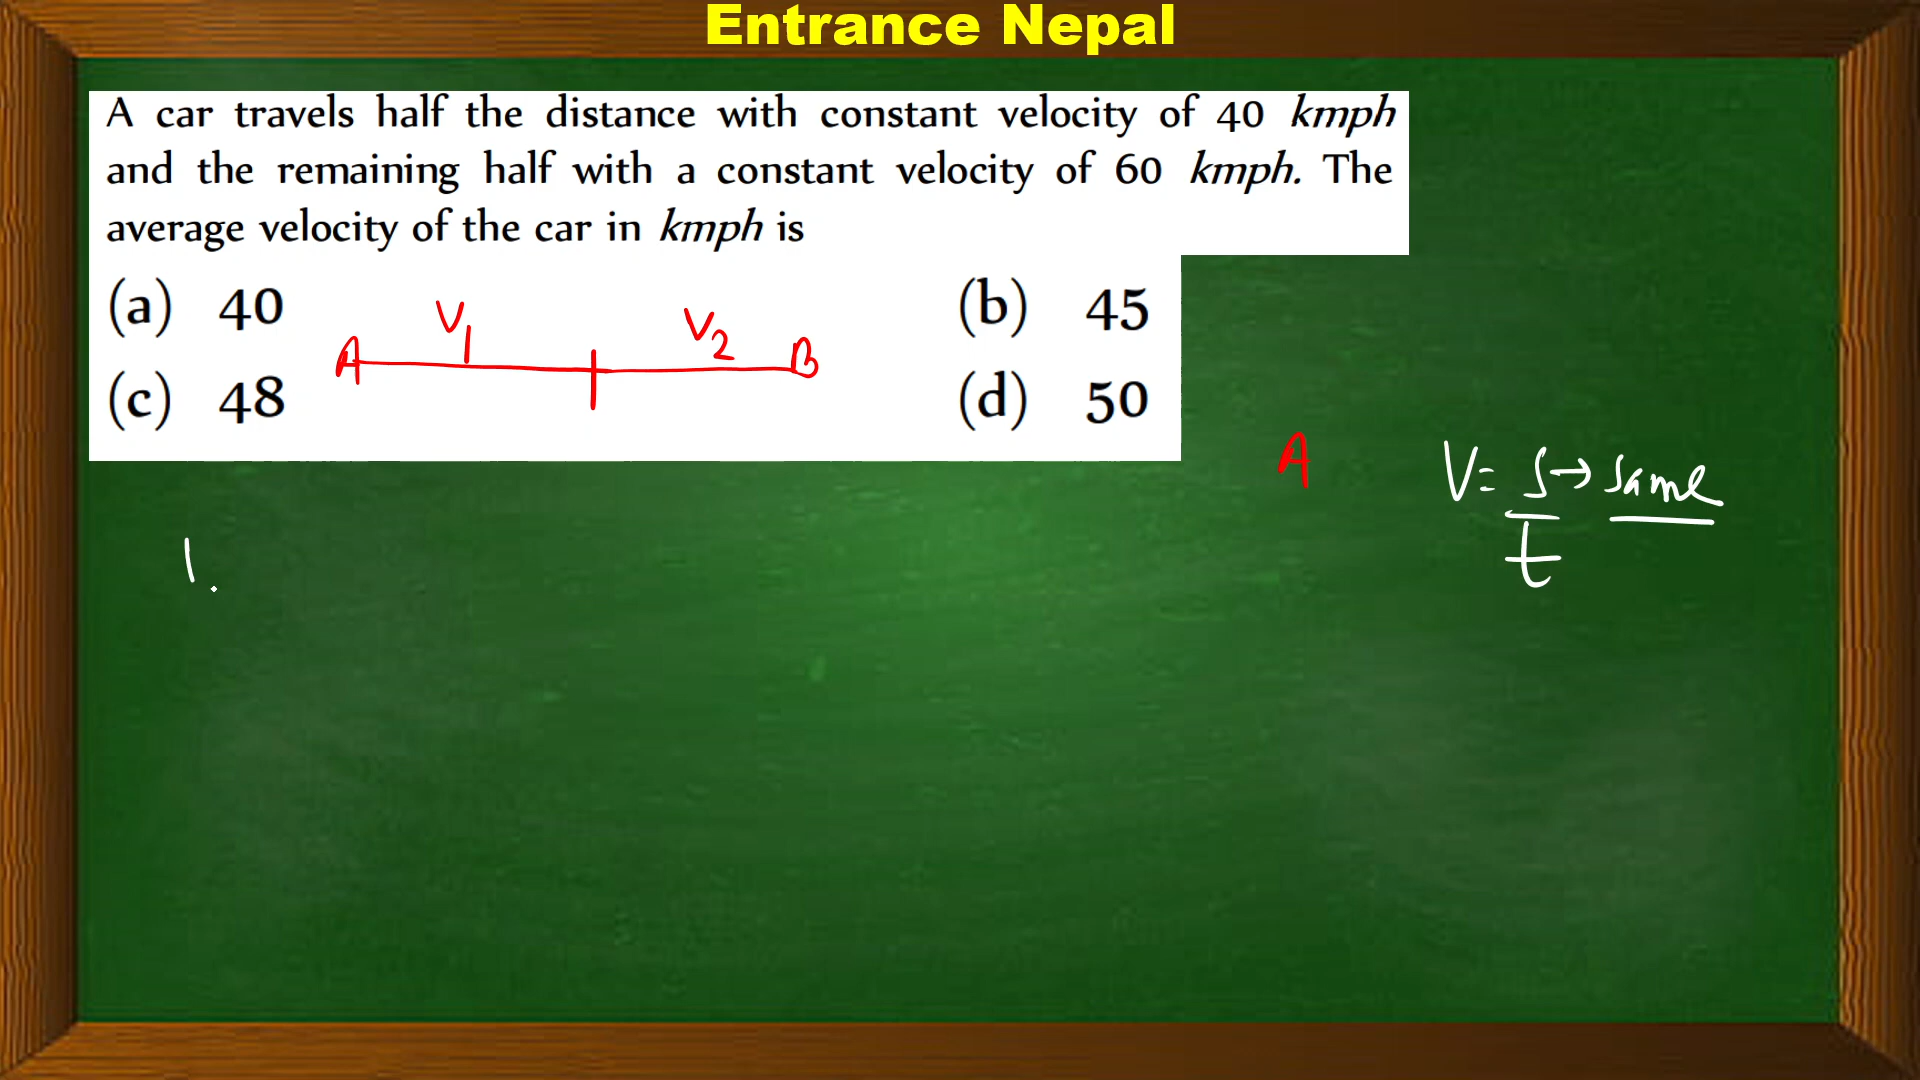 Entrance Nepal
A car travels half the distance with constant velocity of 40 kmph
and the remaining half with a constant velocity of 60 kmph. The
average velocity of the car in kmph is
(a) 40 (b) 45
V1 V2
A B
(c) 48 (d) 50
A
V= S→ same
t
1.